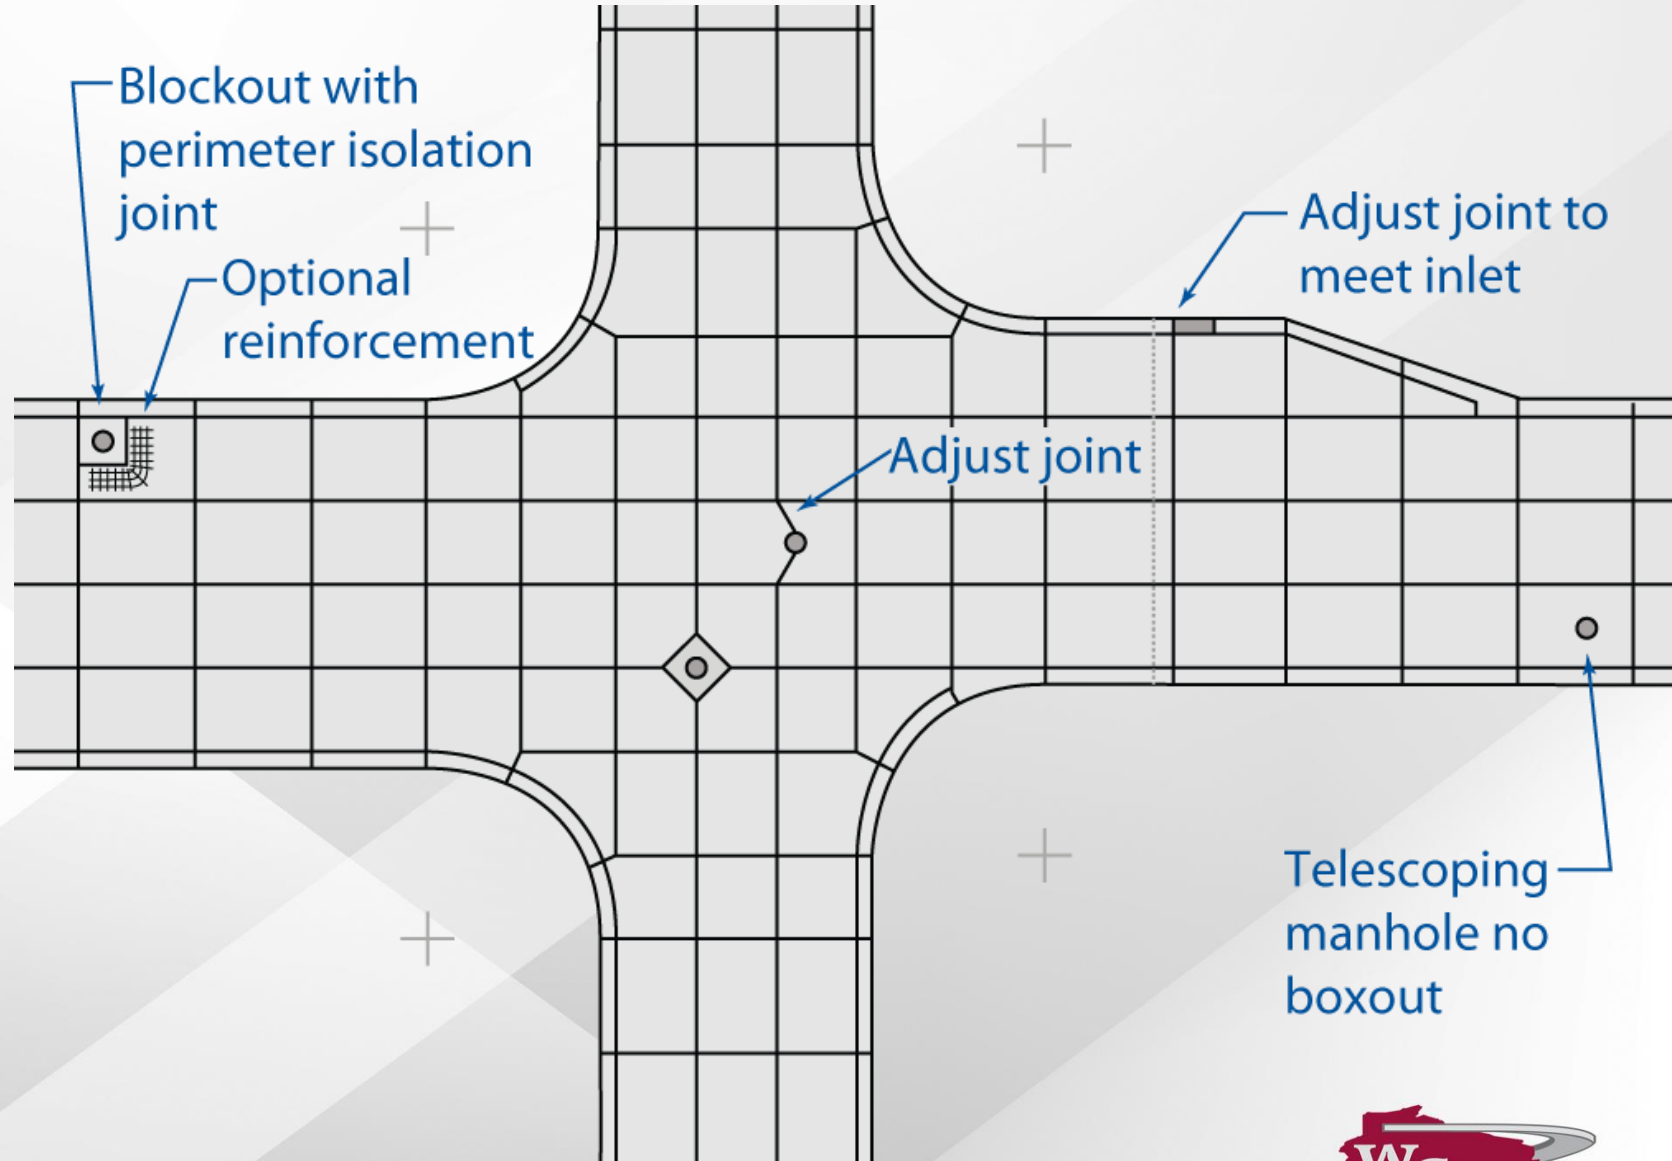 Blockout with
perimeter isolation
joint
Optional
reinforcement
Adjust joint to
meet inlet
Adjust joint
Telescoping
manhole no
boxout